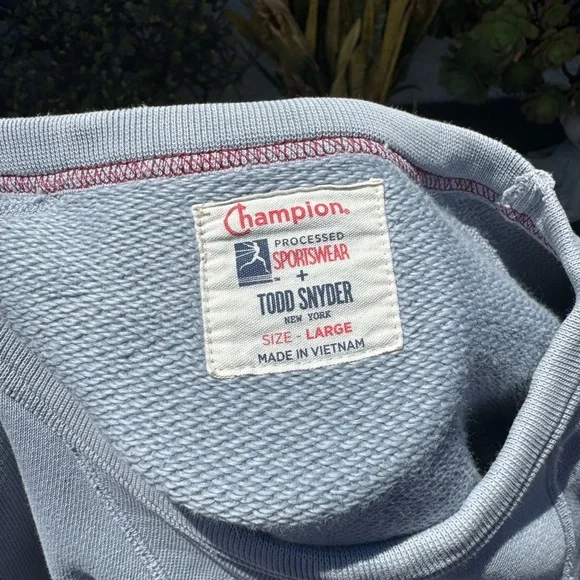 Champion®
PROCESSED
SPORTSWEAR
+
TODD SNYDER
NEW YORK
SIZE - LARGE
MADE IN VIETNAM